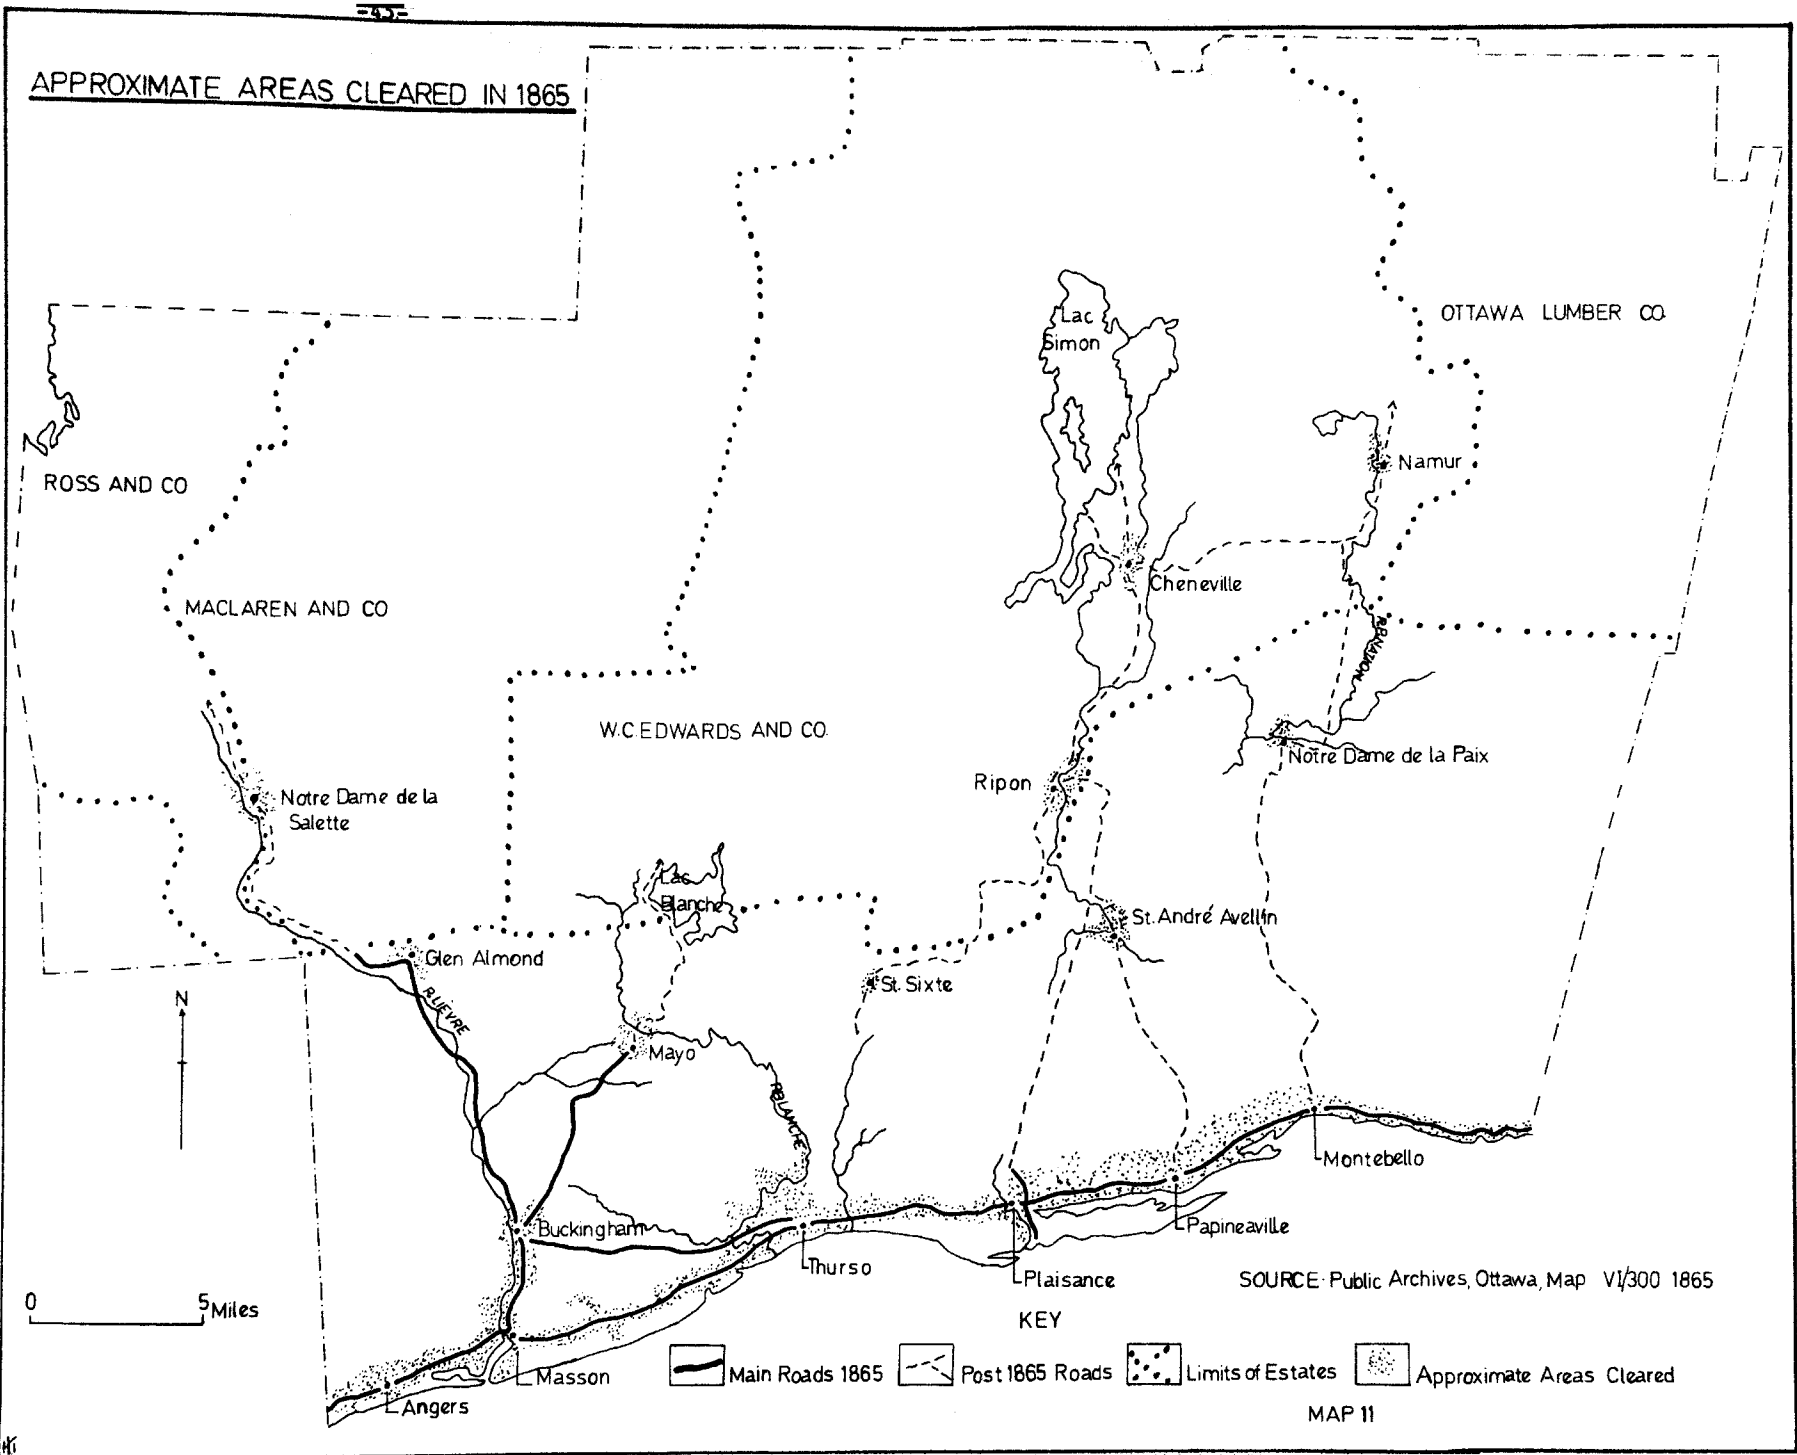 -45-
APPROXIMATE AREAS CLEARED IN 1865
OTTAWA LUMBER CO.
Lac
Simon
Namur
ROSS AND CO
Cheneville
MACLAREN AND CO
R.P.NATION
W.C.EDWARDS AND CO.
Notre Dame de la Paix
Ripon
Notre Dame de la
Salette
Lac
Blanche
St. André Avellin
Glen Almond
St. Sixte
R.LIEVRE
N
Mayo
R.BLANCHE
Montebello
Buckingham
Papineaville
Thurso
Plaisance
SOURCE: Public Archives, Ottawa, Map VI/300 1865
0 5 Miles
KEY
Main Roads 1865
Post 1865 Roads
Limits of Estates
Approximate Areas Cleared
Masson
Angers
MAP 11